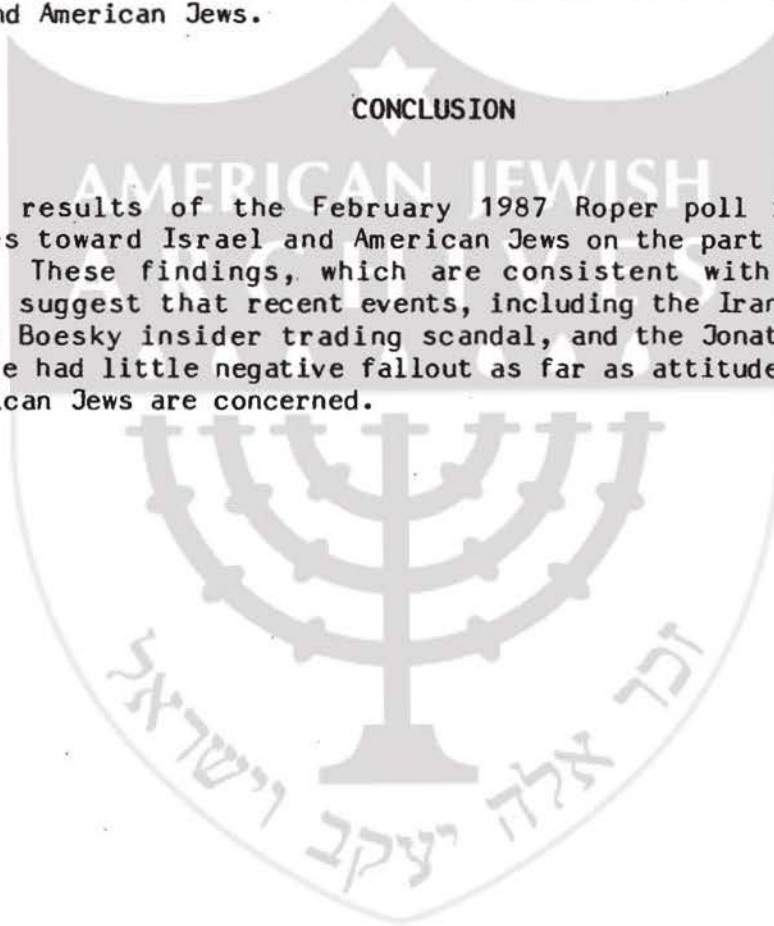 nd American Jews.
CONCLUSION
AMERICAN JEWISH
ARCHIVES
results of the February 1987 Roper poll
s toward Israel and American Jews on the part
These findings, which are consistent with
suggest that recent events, including the Iran
Boesky insider trading scandal, and the Jonat
e had little negative fallout as far as attitude
ican Jews are concerned.
זכר אלה יעקב וישראל